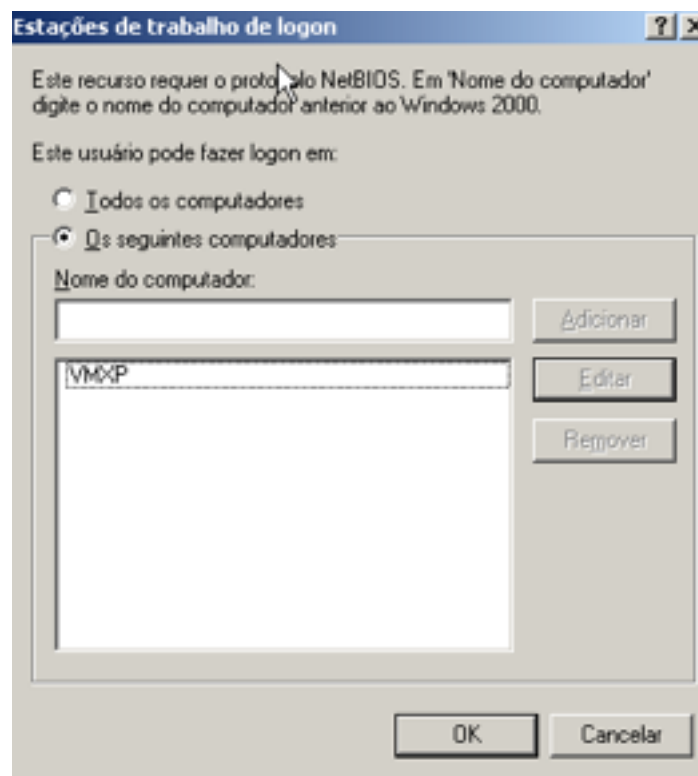 Estações de trabalho de logon
Este recurso requer o protocolo NetBIOS. Em 'Nome do computador'
digite o nome do computador anterior ao Windows 2000.
Este usuário pode fazer logon em:
Todos os computadores
Os seguintes computadores
Nome do computador:
Adicionar
VMXP
Editar
Remover
OK
Cancelar